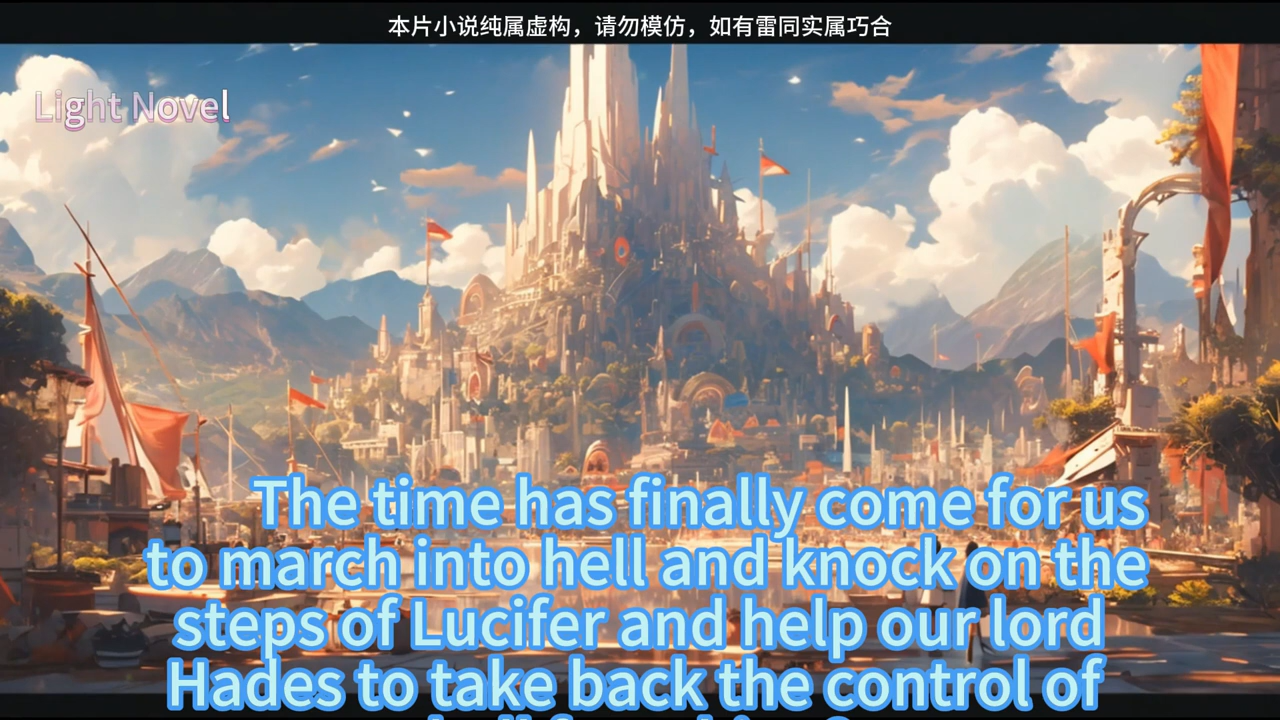 本片小说纯属虚构，请勿模仿，如有雷同实属巧合
Light Novel
The time has finally come for us
to march into hell and knock on the
steps of Lucifer and help our lord
Hades to take back the control of